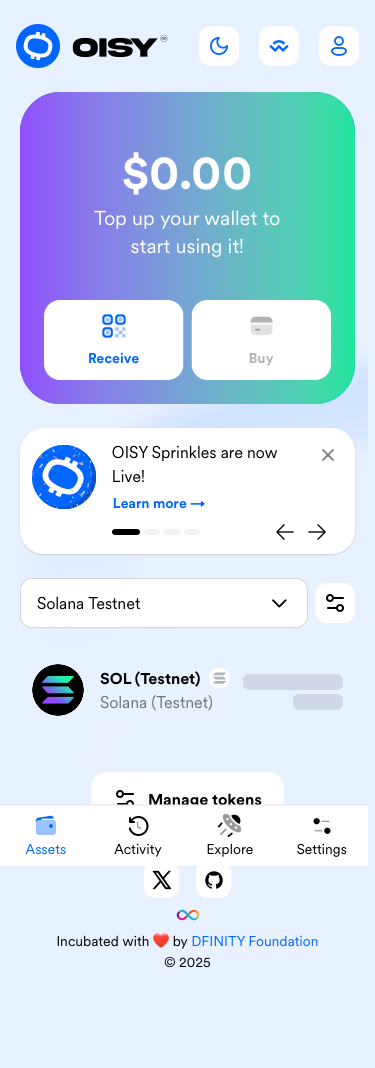 OISY
$0.00
Top up your wallet to
start using it!
Receive
Buy
OISY Sprinkles are now
Live!
Learn more →
Solana Testnet
SOL (Testnet)
Solana (Testnet)
Manage tokens
Assets
Activity
Explore
Settings
Incubated with ❤️ by DFINITY Foundation
© 2025